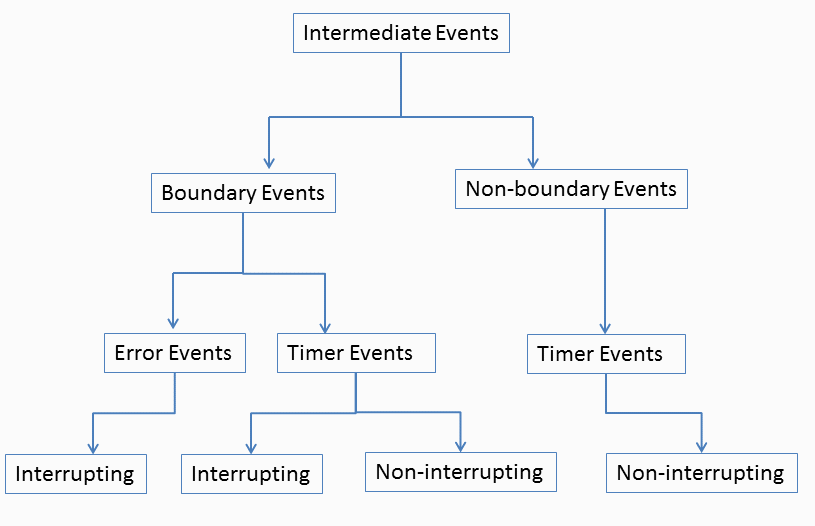 Intermediate Events
Boundary Events
Non-boundary Events
Error Events
Timer Events
Timer Events
Interrupting
Interrupting
Non-interrupting
Non-interrupting